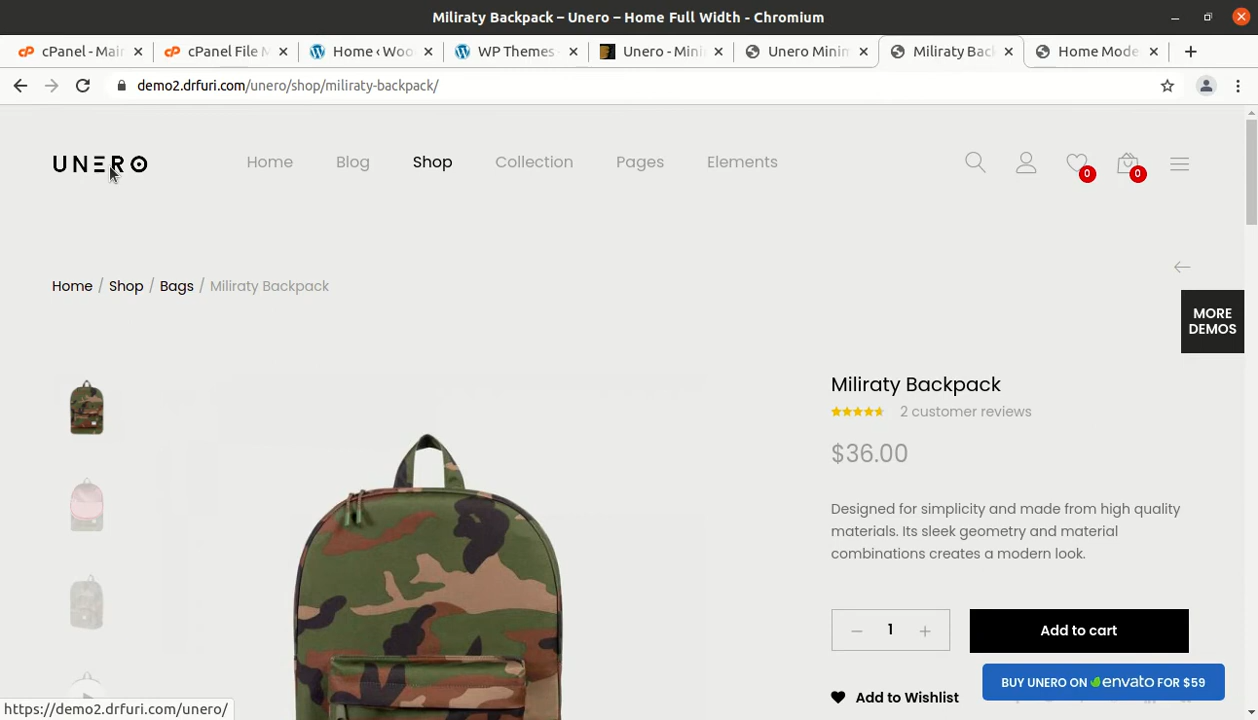 Miliraty Backpack – Unero – Home Full Width - Chromium
cPanel - Mai
cPanel File M
Home ‹ Woo
WP Themes
Unero - Mini
Unero Minim
Miliraty Bac
Home Mode
demo2.drfuri.com/unero/shop/miliraty-backpack/
UNERO
Home
Blog
Shop
Collection
Pages
Elements
0
0
Home / Shop / Bags / Miliraty Backpack
MORE
DEMOS
Miliraty Backpack
2 customer reviews
$36.00
Designed for simplicity and made from high quality
materials. Its sleek geometry and material
combinations creates a modern look.
1
Add to cart
BUY UNERO ON envato FOR $59
Add to Wishlist
https://demo2.drfuri.com/unero/